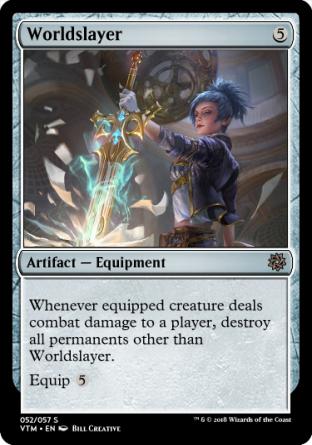 Worldslayer 5
Artifact — Equipment
Whenever equipped creature deals
combat damage to a player, destroy
all permanents other than
Worldslayer.
Equip 5
052/057 S
VTM • EN Bill Creative
™ & © 2018 Wizards of the Coast